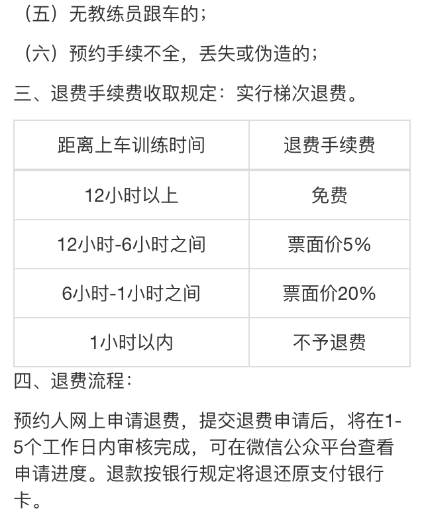 （五）无教练员跟车的；
（六）预约手续不全，丢失或伪造的；
三、退费手续费收取规定：实行梯次退费。
距离上车训练时间 退费手续费
12小时以上 免费
12小时-6小时之间 票面价5%
6小时-1小时之间 票面价20%
1小时以内 不予退费
四、退费流程：
预约人网上申请退费，提交退费申请后，将在1-
5个工作日内审核完成，可在微信公众平台查看
申请进度。退款按银行规定将退还原支付银行
卡。